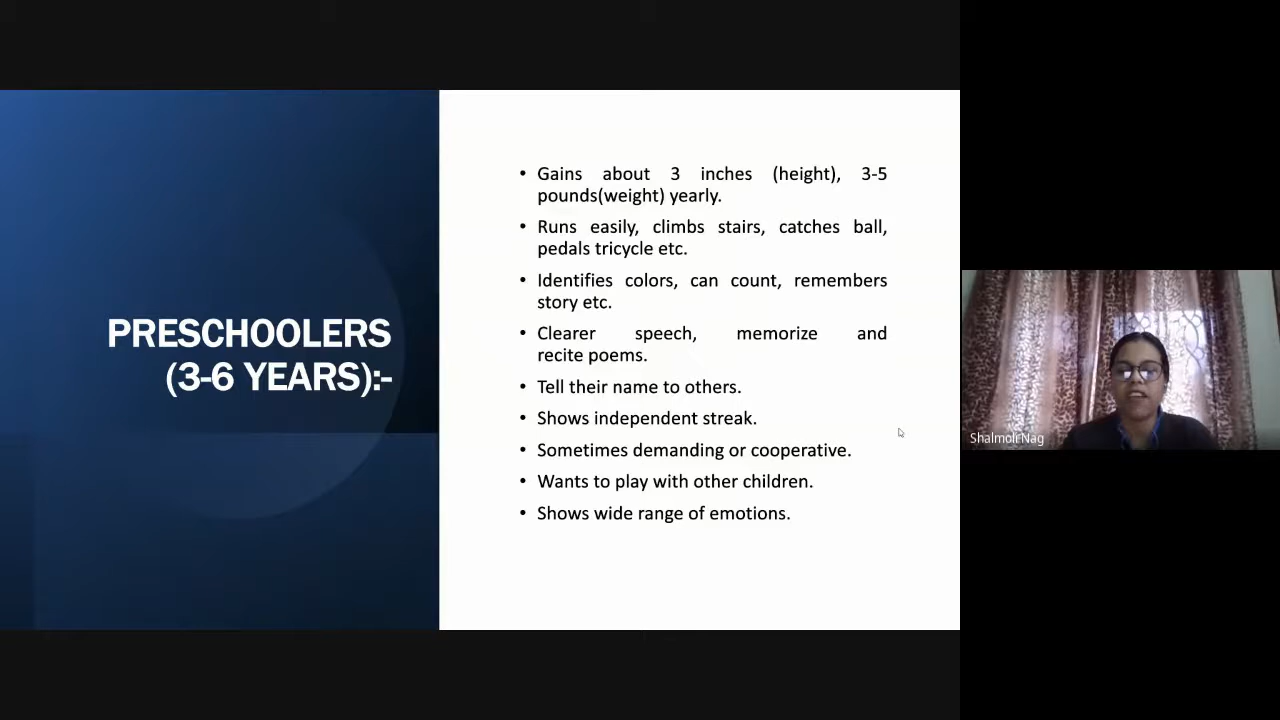 PRESCHOOLERS
(3-6 YEARS):-
• Gains about 3 inches (height), 3-5
pounds(weight) yearly.
• Runs easily, climbs stairs, catches ball,
pedals tricycle etc.
• Identifies colors, can count, remembers
story etc.
• Clearer speech, memorize and
recite poems.
• Tell their name to others.
• Shows independent streak.
• Sometimes demanding or cooperative.
• Wants to play with other children.
• Shows wide range of emotions.
Shalmoli Nag